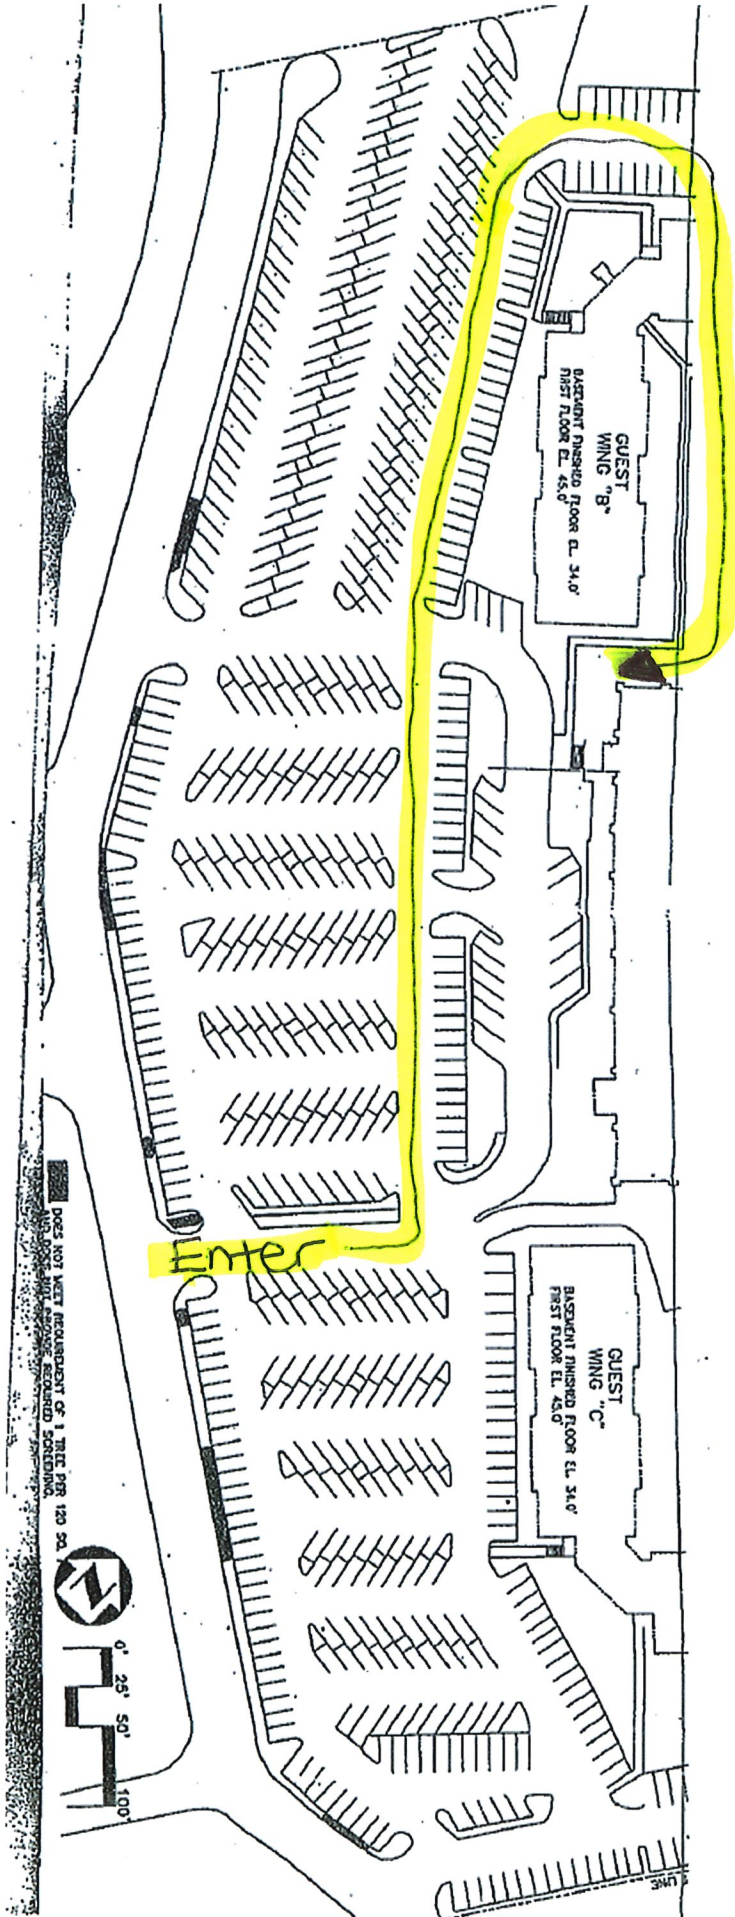 GUEST
WING "B"
BASEMENT FINISHED FLOOR EL. 34.0'
FIRST FLOOR EL. 45.0'
Enter
GUEST
WING "C"
BASEMENT FINISHED FLOOR EL. 34.0'
FIRST FLOOR EL. 45.0'
DOES NOT MEET REQUIREMENT OF 1 TREE PER 120 SQ.
DOES NOT PROVIDE REQUIRED SCREENING.
N
0' 25' 50' 100'
LINE